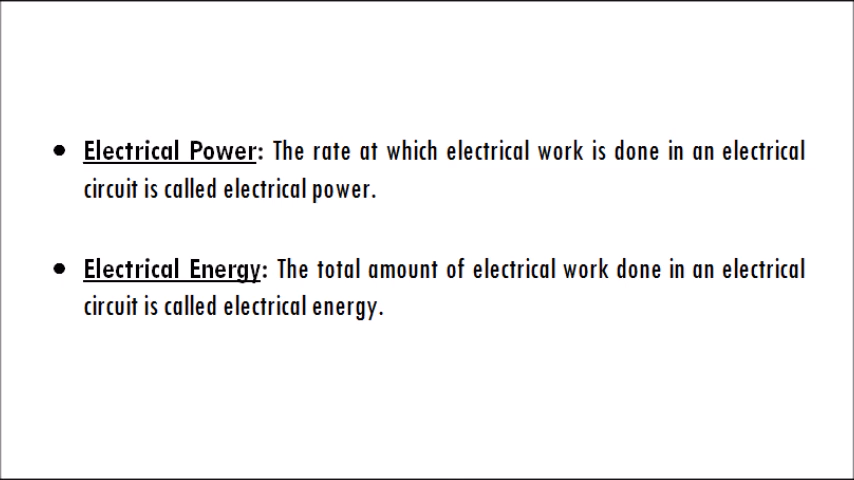 • Electrical Power: The rate at which electrical work is done in an electrical
circuit is called electrical power.
• Electrical Energy: The total amount of electrical work done in an electrical
circuit is called electrical energy.